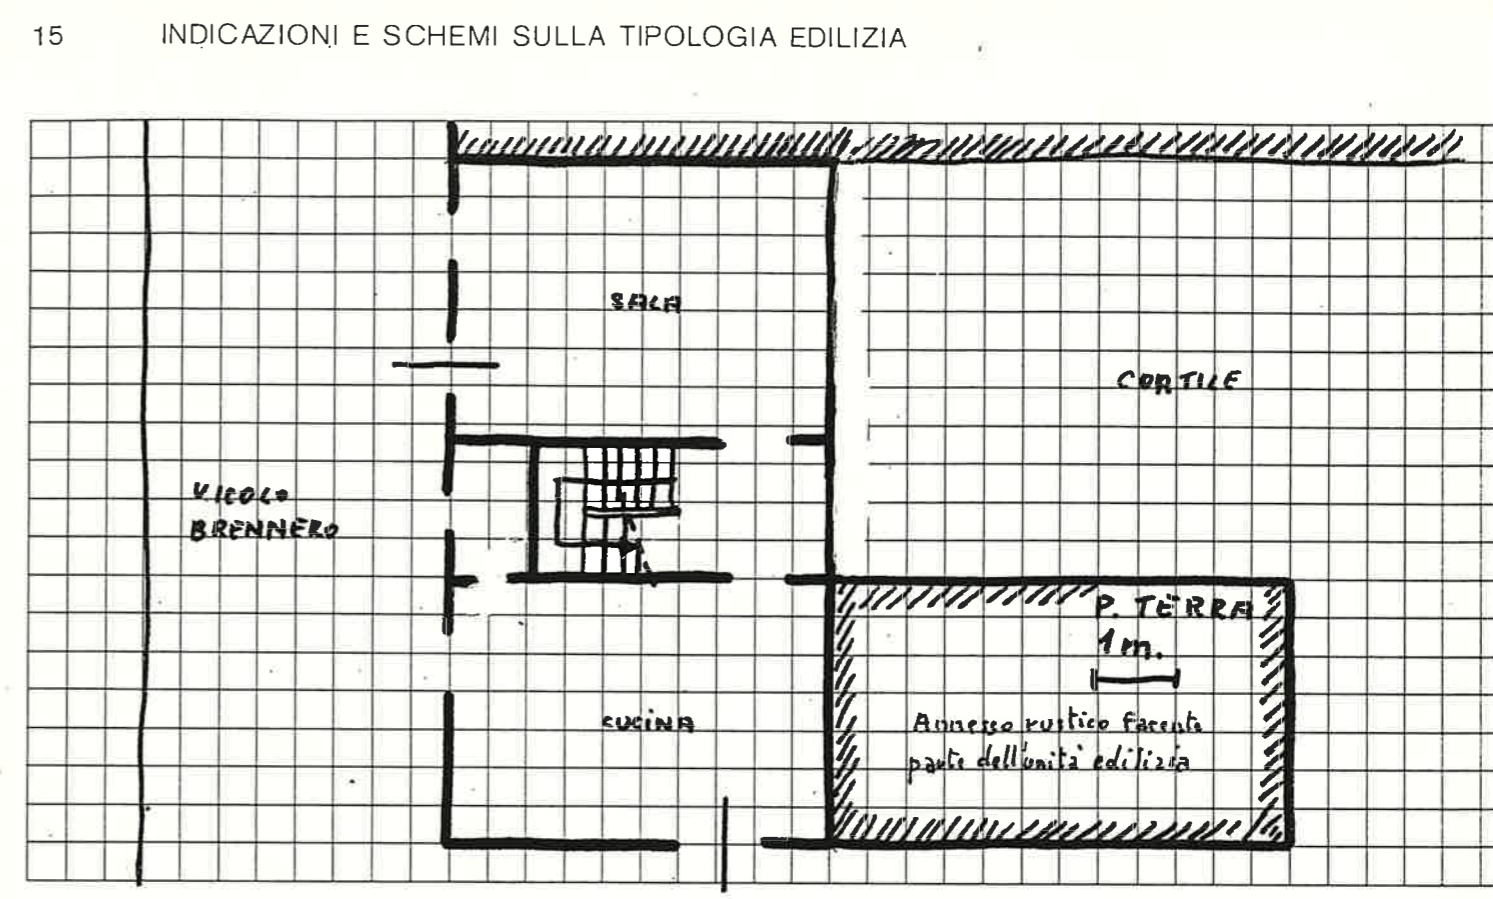 15 INDICAZIONI E SCHEMI SULLA TIPOLOGIA EDILIZIA
SALA
CORTILE
VICOLO
BRENNERO
P. TERRA
1 m.
CUCINA
Annesso rustico facente
parte dell'unità edilizia